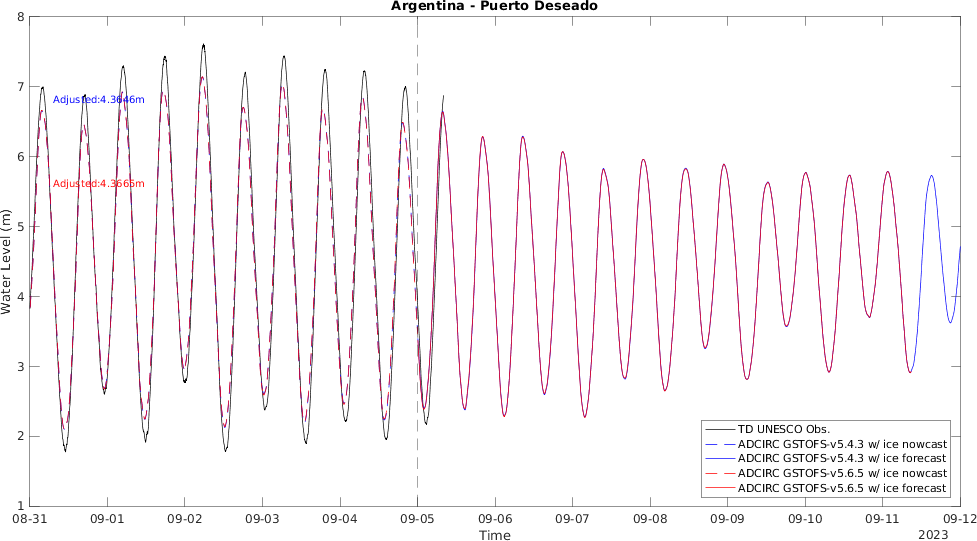 Argentina - Puerto Deseado
8
7
6
5
4
3
2
1
Water Level (m)
Adjusted:4.3646m
Adjusted:4.3665m
TD UNESCO Obs.
ADCIRC GSTOFS-v5.4.3 w/ ice nowcast
ADCIRC GSTOFS-v5.4.3 w/ ice forecast
ADCIRC GSTOFS-v5.6.5 w/ ice nowcast
ADCIRC GSTOFS-v5.6.5 w/ ice forecast
08-31 09-01 09-02 09-03 09-04 09-05 09-06 09-07 09-08 09-09 09-10 09-11 09-12
Time
2023